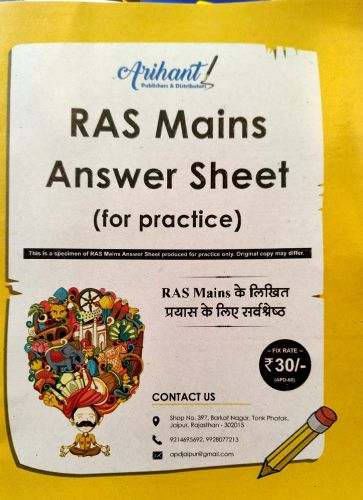 Arihant
Publishers & Distributors
RAS Mains
Answer Sheet
(for practice)
This is a specimen of RAS Mains Answer Sheet produced for practice only. Original copy may differ.
RAS Mains के लिखित
प्रयास के लिए सर्वश्रेष्ठ
– FIX RATE –
₹30/-
(APD-60)
CONTACT US
Shop No. 397, Barkat Nagar, Tonk Phatak,
Jaipur, Rajasthan - 302015
9214695692, 9928077213
apdjaipur@gmail.com